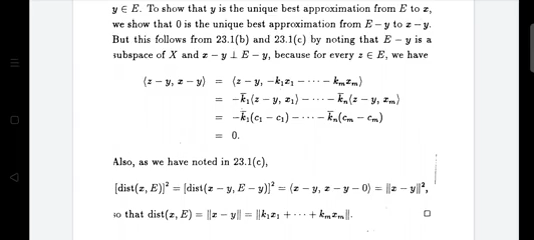 y ∈ E. To show that y is the unique best approximation from E to x,
we show that 0 is the unique best approximation from E − y to x − y.
But this follows from 23.1(b) and 23.1(c) by noting that E − y is a
subspace of X and x − y ⊥ E − y, because for every z ∈ E, we have
⟨z − y, x − y⟩ = ⟨z − y, −k₁x₁ − ··· − kₘxₘ⟩
= −k̄₁⟨z − y, x₁⟩ − ··· − k̄ₙ⟨z − y, xₘ⟩
= −k̄₁(c₁ − c₁) − ··· − k̄ₙ(cₘ − cₘ)
= 0.
Also, as we have noted in 23.1(c),
[dist(x, E)]² = [dist(x − y, E − y)]² = ⟨x − y, x − y − 0⟩ = ‖x − y‖²,
so that dist(x, E) = ‖x − y‖ = ‖k₁x₁ + ··· + kₘxₘ‖. □